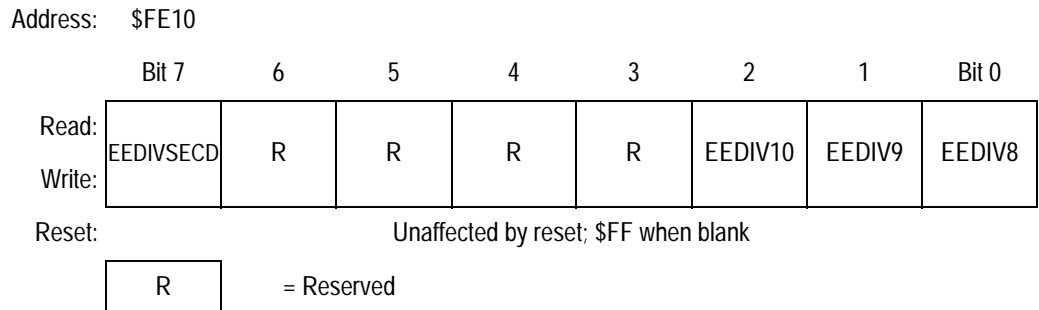 Address: $FE10
Bit 7 6 5 4 3 2 1 Bit 0
Read:
EEDIVSECD R R R R EEDIV10 EEDIV9 EEDIV8
Write:
Reset: Unaffected by reset; $FF when blank
R = Reserved